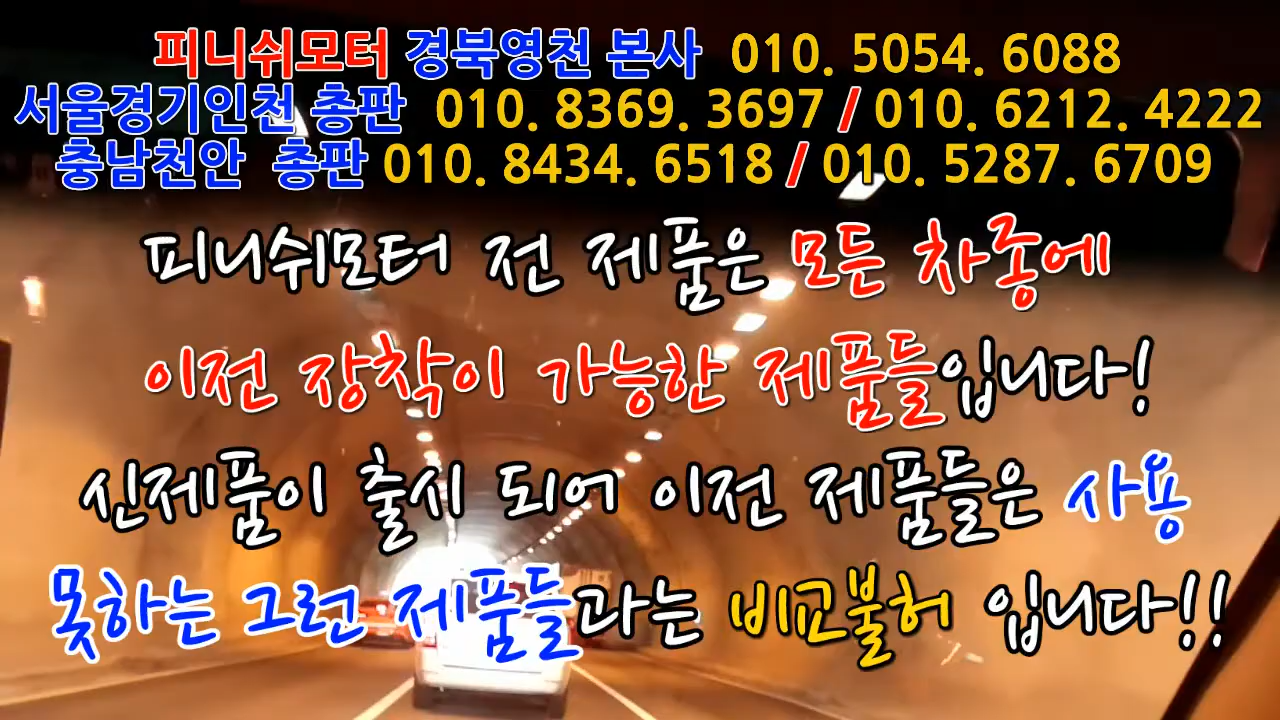 피니쉬모터 경북영천 본사 010. 5054. 6088
서울경기인천 총판 010. 8369. 3697 / 010. 6212. 4222
충남천안 총판 010. 8434. 6518 / 010. 5287. 6709
피니쉬모터 전 제품은 모든 차종에
이전 장착이 가능한 제품들입니다!
신제품이 출시 되어 이전 제품들은 사용
못하는 그런 제품들과는 비교불허 입니다!!